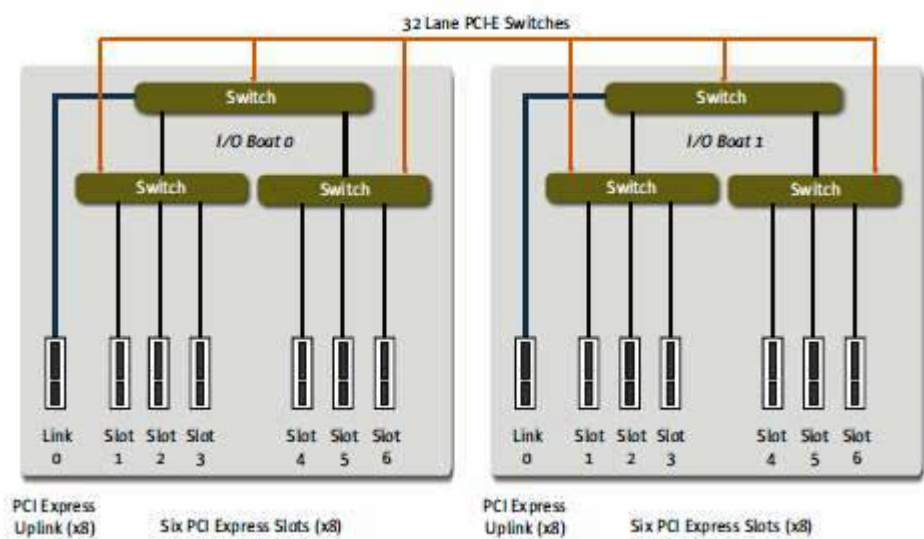 32 Lane PCI-E Switches
Switch
I/O Boat 0
Switch
Switch
Link 0
Slot 1
Slot 2
Slot 3
Slot 4
Slot 5
Slot 6
PCI Express
Uplink (x8)
Six PCI Express Slots (x8)
Switch
I/O Boat 1
Switch
Switch
Link 0
Slot 1
Slot 2
Slot 3
Slot 4
Slot 5
Slot 6
PCI Express
Uplink (x8)
Six PCI Express Slots (x8)